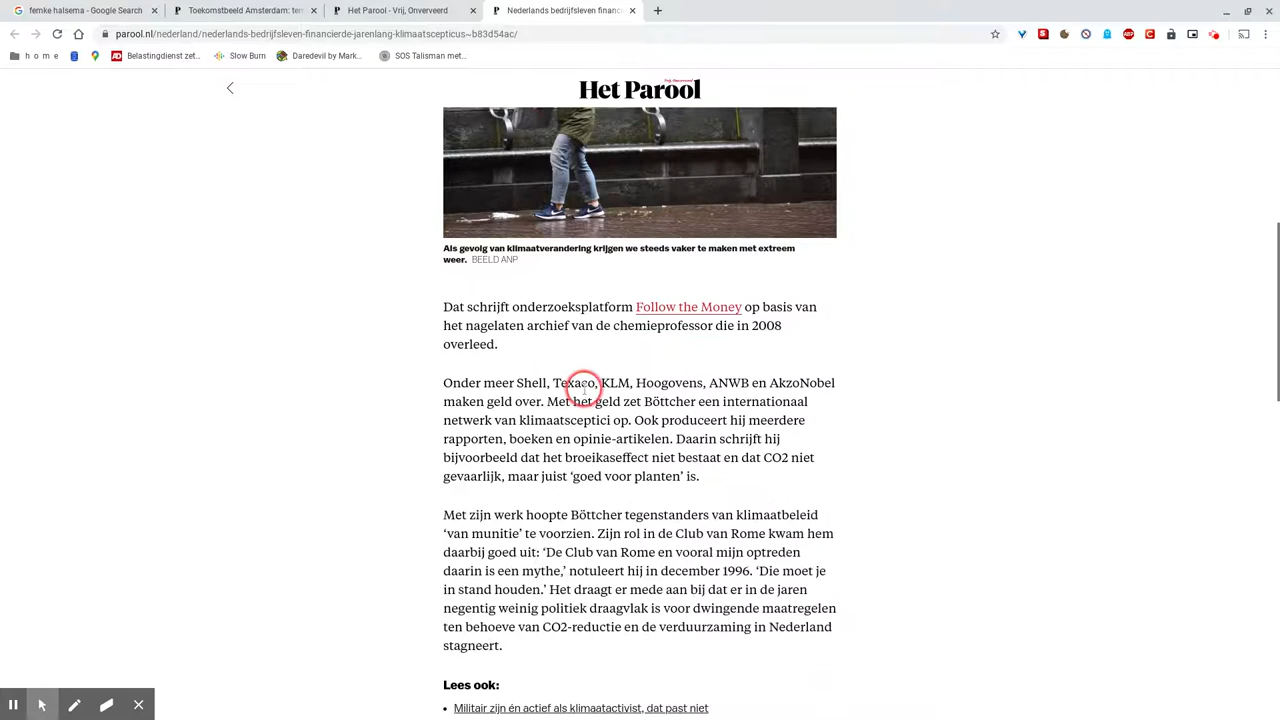 femke halsema - Google Search
Toekomstbeeld Amsterdam: ten
Het Parool - Vrij, Onverveerd
Nederlands bedrijfsleven financier
parool.nl/nederland/nederlands-bedrijfsleven-financierde-jarenlang-klimaatscepticus~b83d54ac/
h o m e
Belastingdienst zet...
Slow Burn
Daredevil by Mark...
SOS Talisman met...
Het Parool
Als gevolg van klimaatverandering krijgen we steeds vaker te maken met extreem
weer. BEELD ANP
Dat schrijft onderzoeksplatform Follow the Money op basis van
het nagelaten archief van de chemieprofessor die in 2008
overleed.
Onder meer Shell, Texaco, KLM, Hoogovens, ANWB en AkzoNobel
maken geld over. Met het geld zet Böttcher een internationaal
netwerk van klimaatsceptici op. Ook produceert hij meerdere
rapporten, boeken en opinie-artikelen. Daarin schrijft hij
bijvoorbeeld dat het broeikaseffect niet bestaat en dat CO2 niet
gevaarlijk, maar juist ‘goed voor planten’ is.
Met zijn werk hoopte Böttcher tegenstanders van klimaatbeleid
‘van munitie’ te voorzien. Zijn rol in de Club van Rome kwam hem
daarbij goed uit: ‘De Club van Rome en vooral mijn optreden
daarin is een mythe,’ notuleert hij in december 1996. ‘Die moet je
in stand houden.’ Het draagt er mede aan bij dat er in de jaren
negentig weinig politiek draagvlak is voor dwingende maatregelen
ten behoeve van CO2-reductie en de verduurzaming in Nederland
stagneert.
Lees ook:
• Militair zijn én actief als klimaatactivist, dat past niet